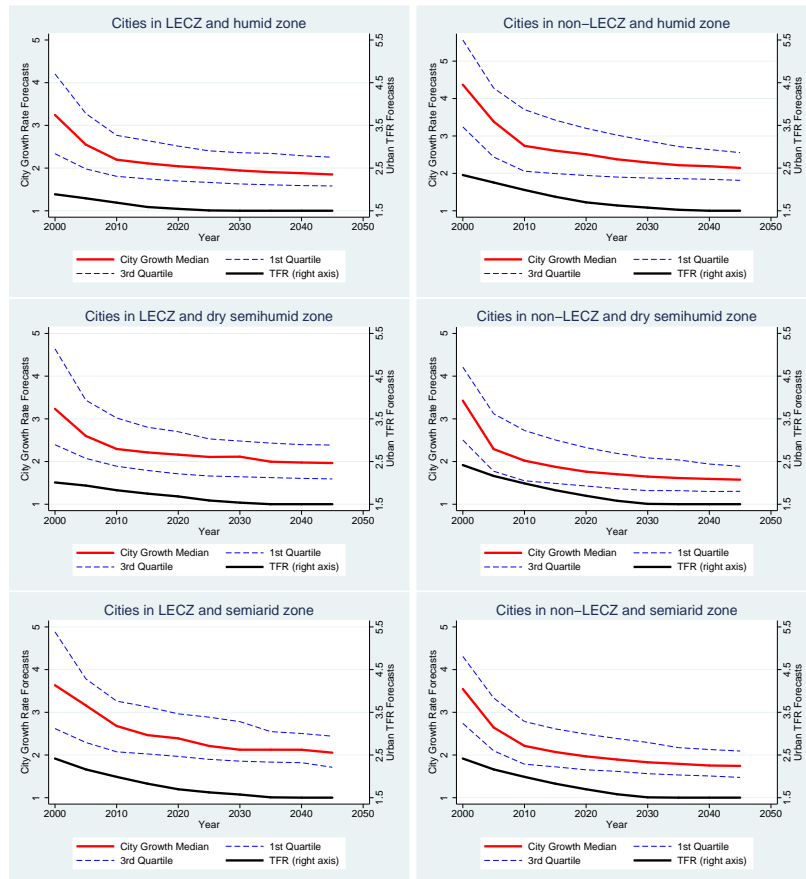 Cities in LECZ and humid zone
City Growth Rate Forecasts
5
4
3
2
1
Urban TFR Forecasts
5.5
4.5
3.5
2.5
1.5
2000 2010 2020 2030 2040 2050
Year
City Growth Median 1st Quartile
3rd Quartile TFR (right axis)
Cities in non−LECZ and humid zone
City Growth Rate Forecasts
5
4
3
2
1
Urban TFR Forecasts
5.5
4.5
3.5
2.5
1.5
2000 2010 2020 2030 2040 2050
Year
City Growth Median 1st Quartile
3rd Quartile TFR (right axis)
Cities in LECZ and dry semihumid zone
City Growth Rate Forecasts
5
4
3
2
1
Urban TFR Forecasts
5.5
4.5
3.5
2.5
1.5
2000 2010 2020 2030 2040 2050
Year
City Growth Median 1st Quartile
3rd Quartile TFR (right axis)
Cities in non−LECZ and dry semihumid zone
City Growth Rate Forecasts
5
4
3
2
1
Urban TFR Forecasts
5.5
4.5
3.5
2.5
1.5
2000 2010 2020 2030 2040 2050
Year
City Growth Median 1st Quartile
3rd Quartile TFR (right axis)
Cities in LECZ and semiarid zone
City Growth Rate Forecasts
5
4
3
2
1
Urban TFR Forecasts
5.5
4.5
3.5
2.5
1.5
2000 2010 2020 2030 2040 2050
Year
City Growth Median 1st Quartile
3rd Quartile TFR (right axis)
Cities in non−LECZ and semiarid zone
City Growth Rate Forecasts
5
4
3
2
1
Urban TFR Forecasts
5.5
4.5
3.5
2.5
1.5
2000 2010 2020 2030 2040 2050
Year
City Growth Median 1st Quartile
3rd Quartile TFR (right axis)